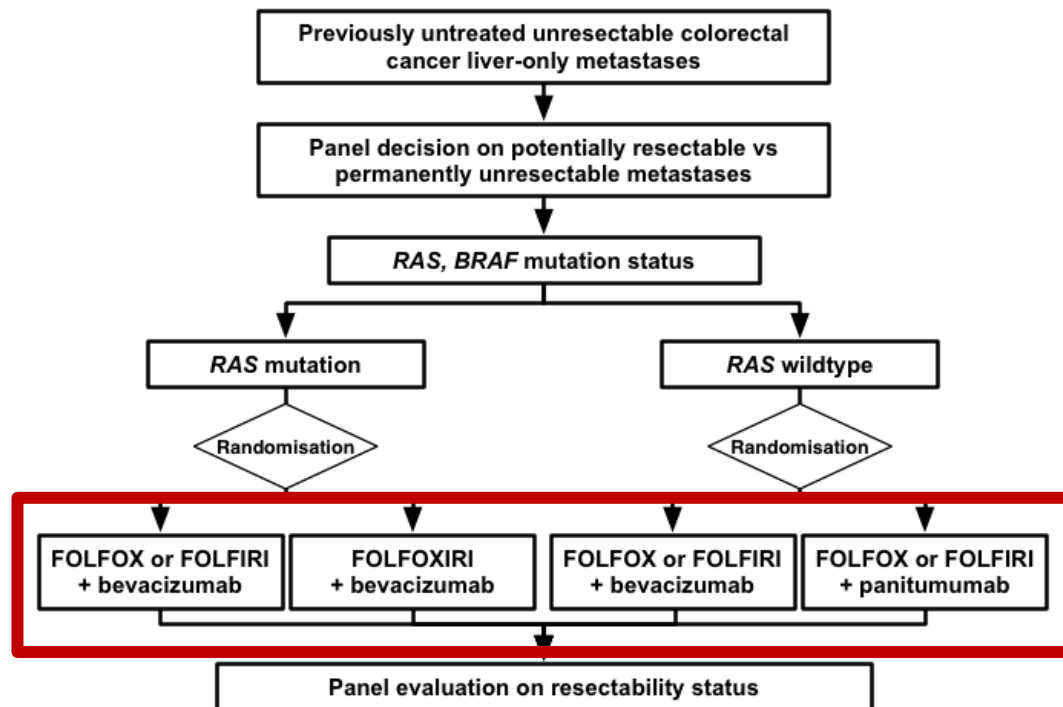 Previously untreated unresectable colorectal
cancer liver-only metastases
Panel decision on potentially resectable vs
permanently unresectable metastases
RAS, BRAF mutation status
RAS mutation
RAS wildtype
Randomisation
Randomisation
FOLFOX or FOLFIRI
+ bevacizumab
FOLFOXIRI
+ bevacizumab
FOLFOX or FOLFIRI
+ bevacizumab
FOLFOX or FOLFIRI
+ panitumumab
Panel evaluation on resectability status